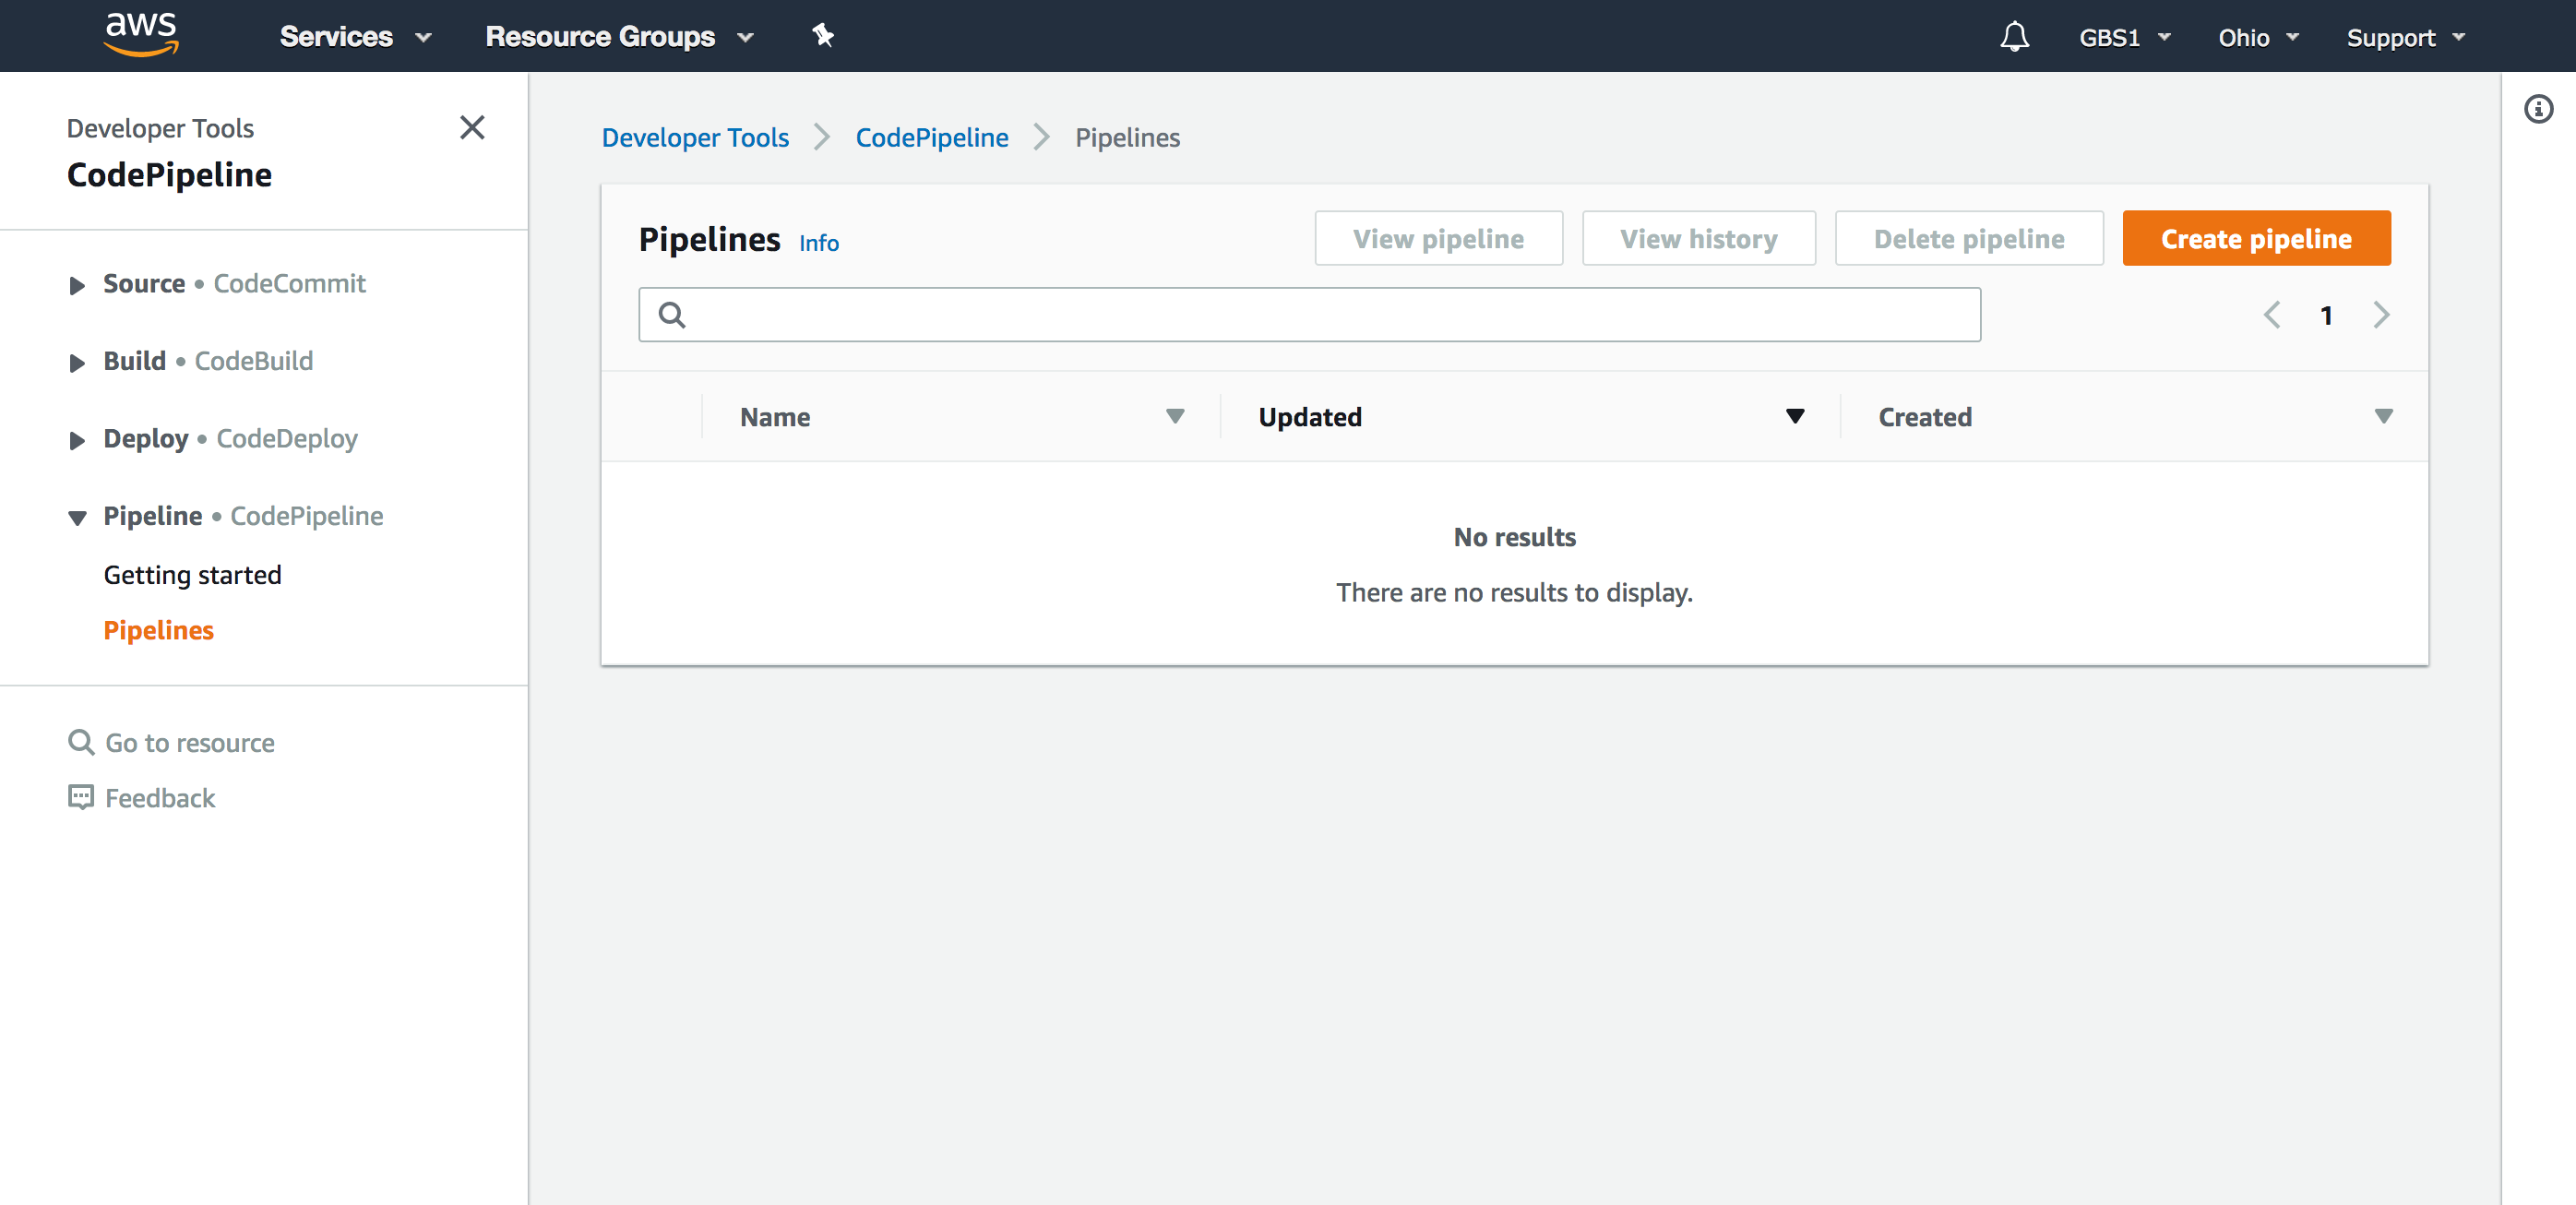 aws Services Resource Groups GBS1 Ohio Support
Developer Tools
CodePipeline
Source • CodeCommit
Build • CodeBuild
Deploy • CodeDeploy
Pipeline • CodePipeline
Getting started
Pipelines
Go to resource
Feedback
Developer Tools > CodePipeline > Pipelines
Pipelines Info View pipeline View history Delete pipeline Create pipeline
1
Name Updated Created
No results
There are no results to display.